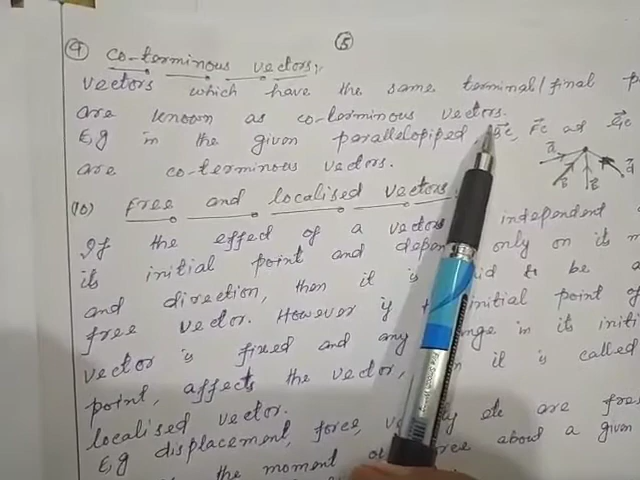 5
9 Co-terminous vectors:
Vectors which have the same terminal/final
are known as co-terminous vectors.
E,g in the given parallelopiped, FC and
are co-terminous vectors.
(10) Free and localised vectors:
If the effect of a vector independent
its initial point and only on its
and direction, then it is to be a
free vector. However if initial point of
vector is fixed and any in its
point, affects the vector, it is called
localised vector.
E,g displacement, force, etc are free
the moment of about a given